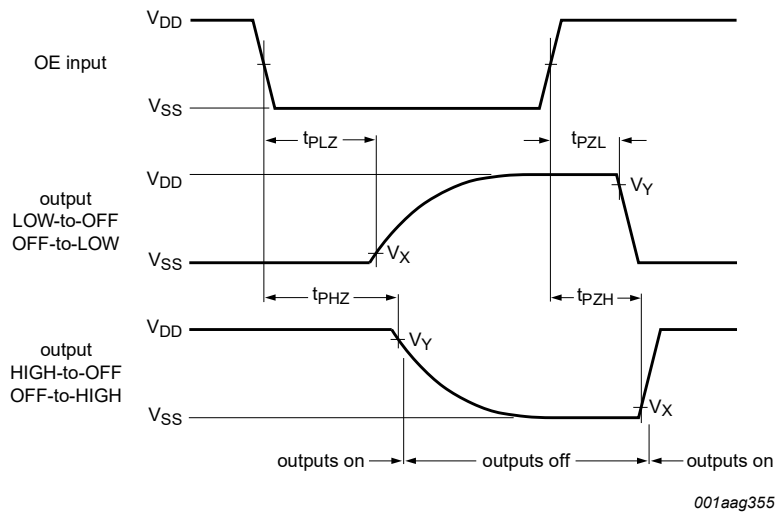 V_DD
OE input
V_SS
t_PLZ
t_PZL
V_DD
V_Y
output
LOW-to-OFF
OFF-to-LOW
V_X
V_SS
t_PHZ
t_PZH
V_DD
V_Y
output
HIGH-to-OFF
OFF-to-HIGH
V_X
V_SS
outputs on
outputs off
outputs on
001aag355